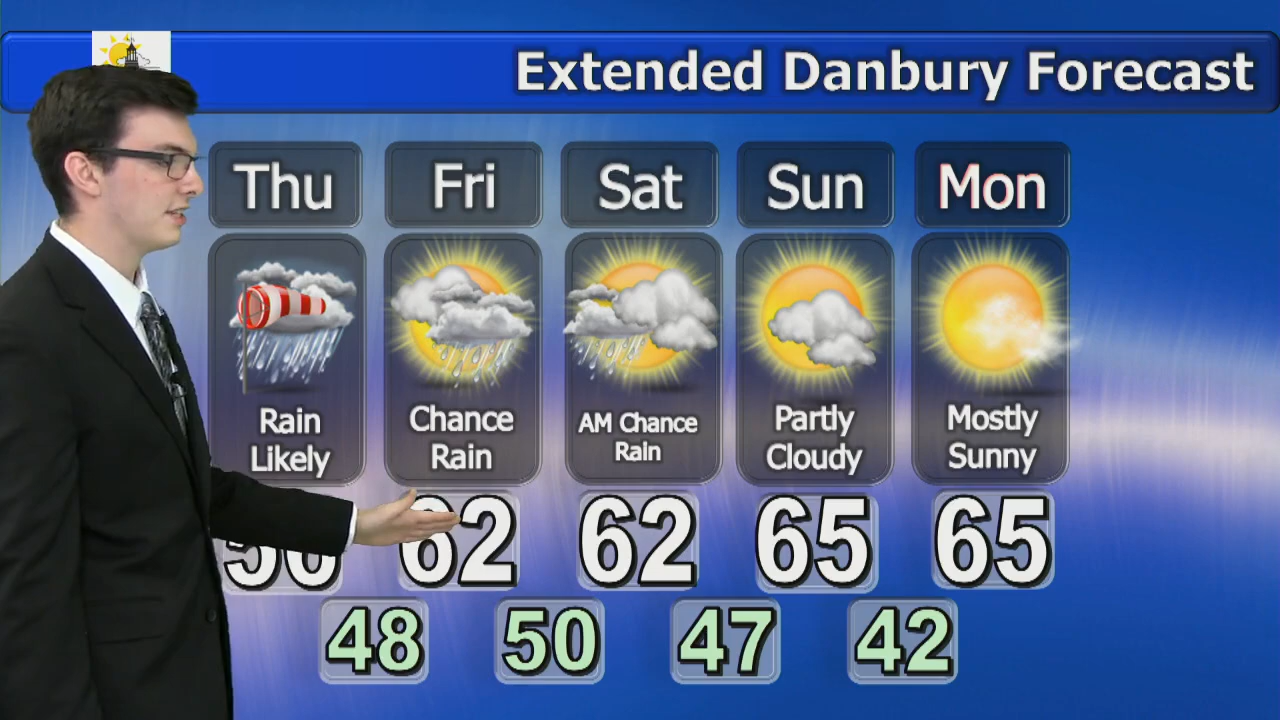 Extended Danbury Forecast
Thu Fri Sat Sun Mon
Rain Chance AM Chance Partly Mostly
Likely Rain Rain Cloudy Sunny
62 62 65 65
48 50 47 42